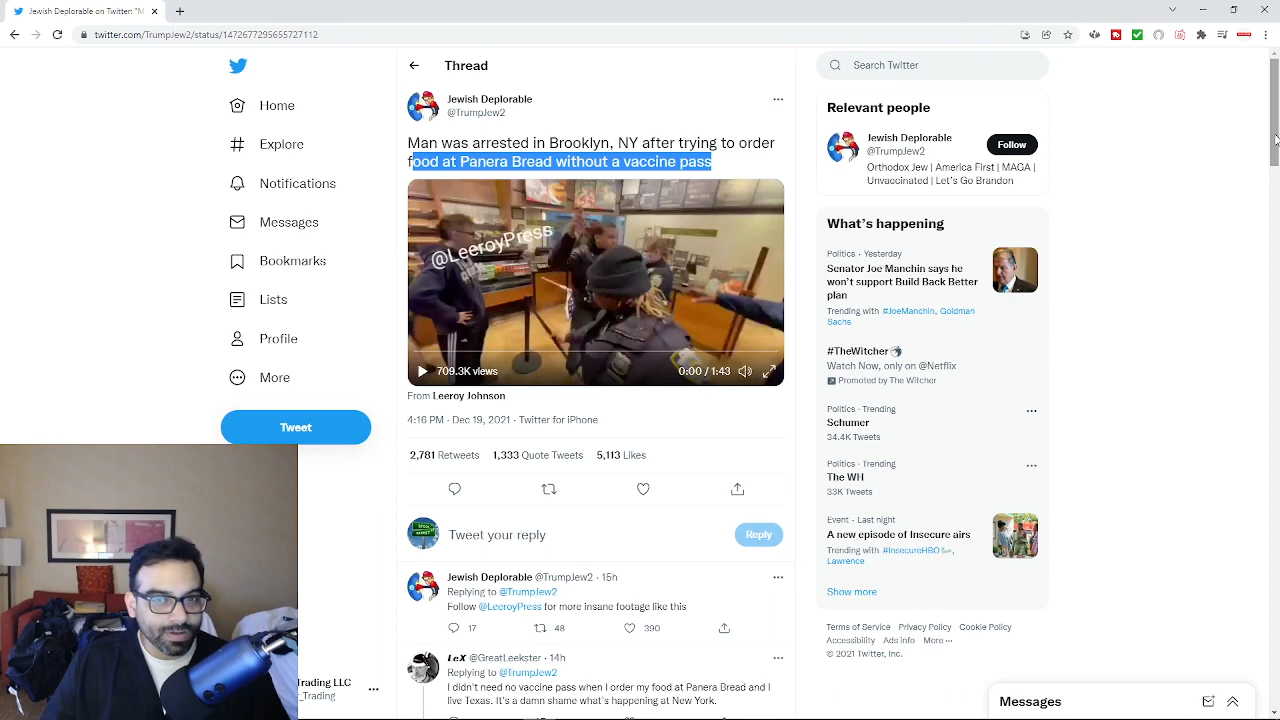 Jewish Deplorable on Twitter: "M
twitter.com/TrumpJew2/status/1472677295655727112
Home
Explore
Notifications
Messages
Bookmarks
Lists
Profile
More
Tweet
Trading LLC
_Trading
Thread
Jewish Deplorable
@TrumpJew2
Man was arrested in Brooklyn, NY after trying to order
food at Panera Bread without a vaccine pass
@LeeroyPress
709.3K views
0:00 / 1:43
From Leeroy Johnson
4:16 PM · Dec 19, 2021 · Twitter for iPhone
2,781 Retweets 1,333 Quote Tweets 5,113 Likes
Tweet your reply
Reply
Jewish Deplorable @TrumpJew2 · 15h
Replying to @TrumpJew2
Follow @LeeroyPress for more insane footage like this
17 48 390
LeX @GreatLeekster · 14h
Replying to @TrumpJew2
I didn't need no vaccine pass when I order my food at Panera Bread and I
live Texas. It's a damn shame what's happening at New York.
Search Twitter
Relevant people
Jewish Deplorable
@TrumpJew2
Follow
Orthodox Jew | America First | MAGA |
Unvaccinated | Let's Go Brandon
What's happening
Politics · Yesterday
Senator Joe Manchin says he
won't support Build Back Better
plan
Trending with #JoeManchin, Goldman
Sachs
#TheWitcher
Watch Now, only on @Netflix
Promoted by The Witcher
Politics · Trending
Schumer
34.4K Tweets
Politics · Trending
The WH
33K Tweets
Event · Last night
A new episode of Insecure airs
Trending with #InsecureHBO,
Lawrence
Show more
Terms of Service Privacy Policy Cookie Policy
Accessibility Ads info More
© 2021 Twitter, Inc.
Messages